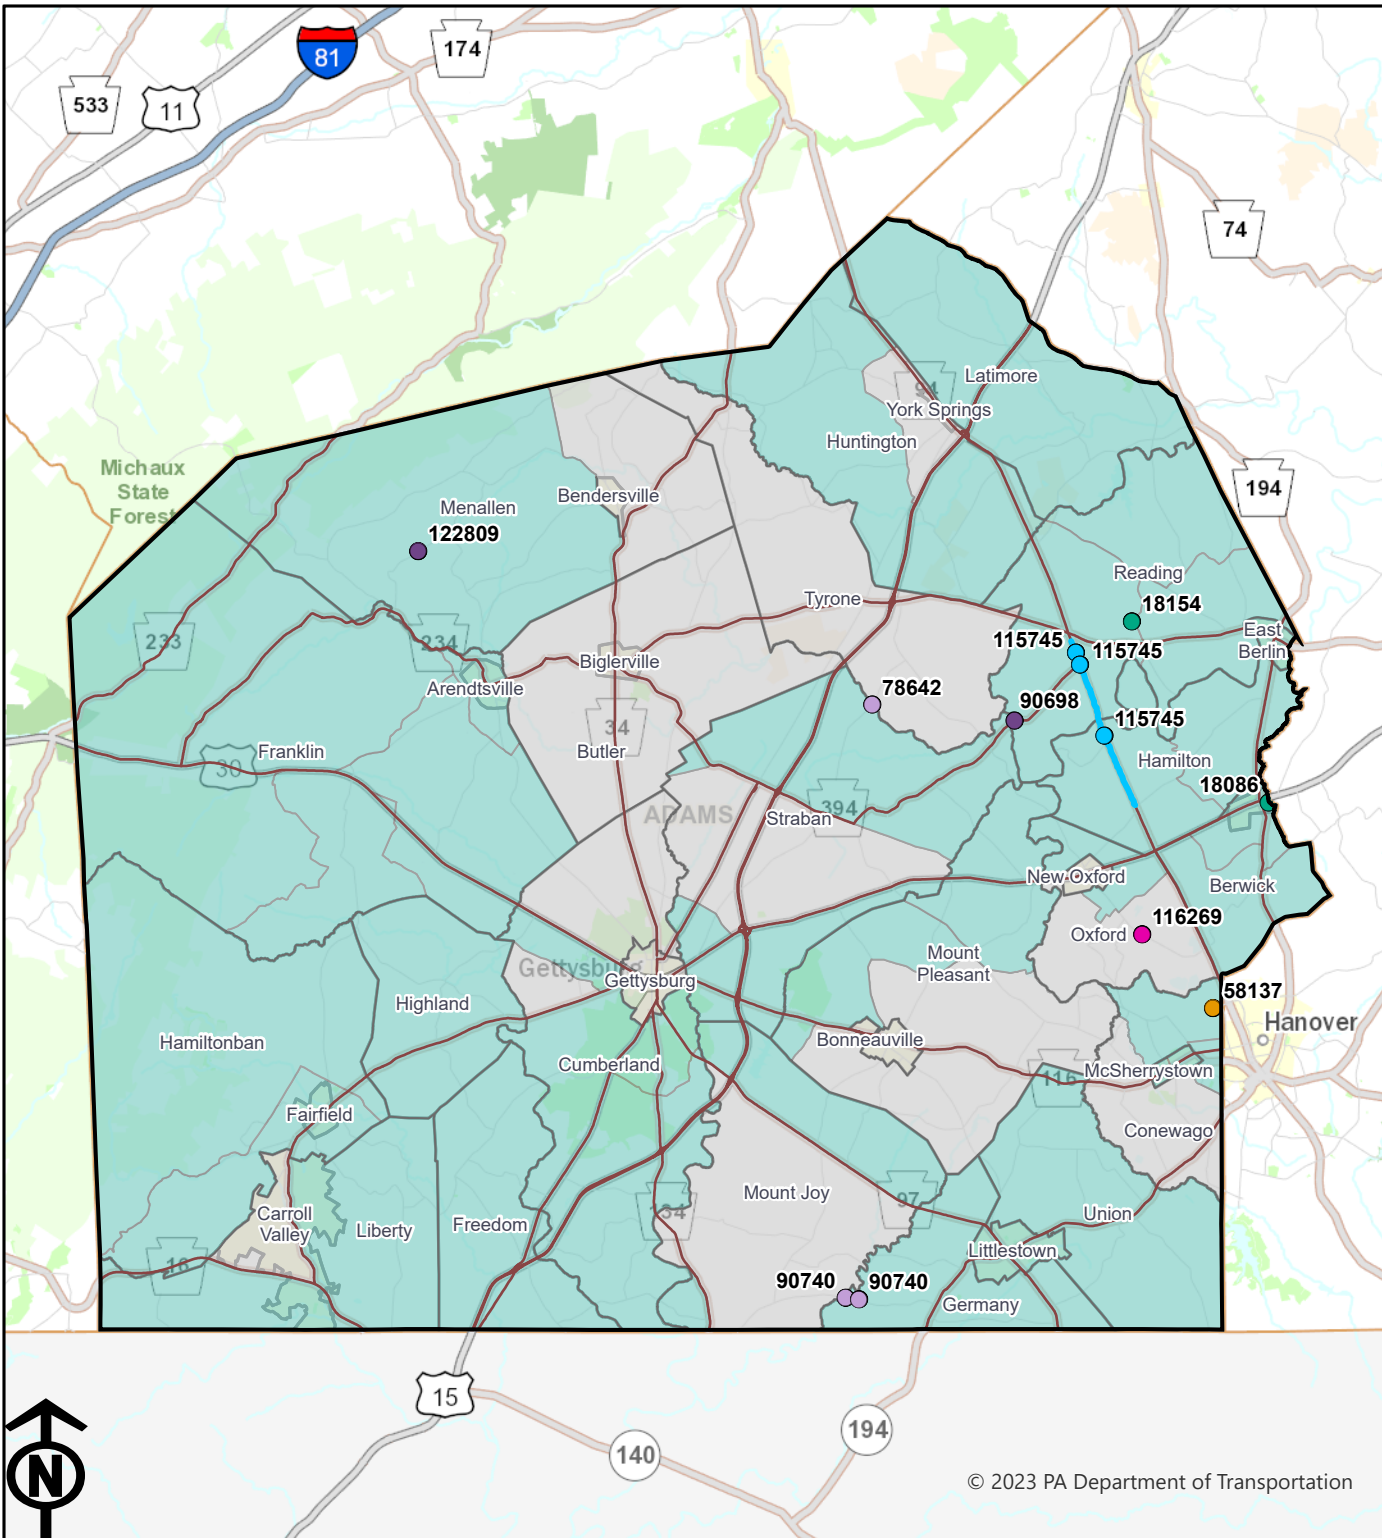 81
174
533
11
74
Latimore
94
York Springs
Huntington
Michaux
State
Forest
194
Bendersville
Menallen
122809
Reading
Tyrone
18154
233
234
115745
115745
East
Berlin
Biglerville
Arendtsville
78642
90698
34
115745
Franklin
30
Butler
Hamilton
18086
ADAMS
394
Straban
New Oxford
Berwick
116269
Oxford
Mount
Pleasant
Gettysburg
Gettysburg
58137
Highland
Hanover
Hamiltonban
Bonneauville
Cumberland
116
McSherrystown
Fairfield
Conewago
Mount Joy
97
134
Carroll
Valley
Liberty
Freedom
Union
Littlestown
16
90740
90740
Germany
15
194
140
N
© 2023 PA Department of Transportation